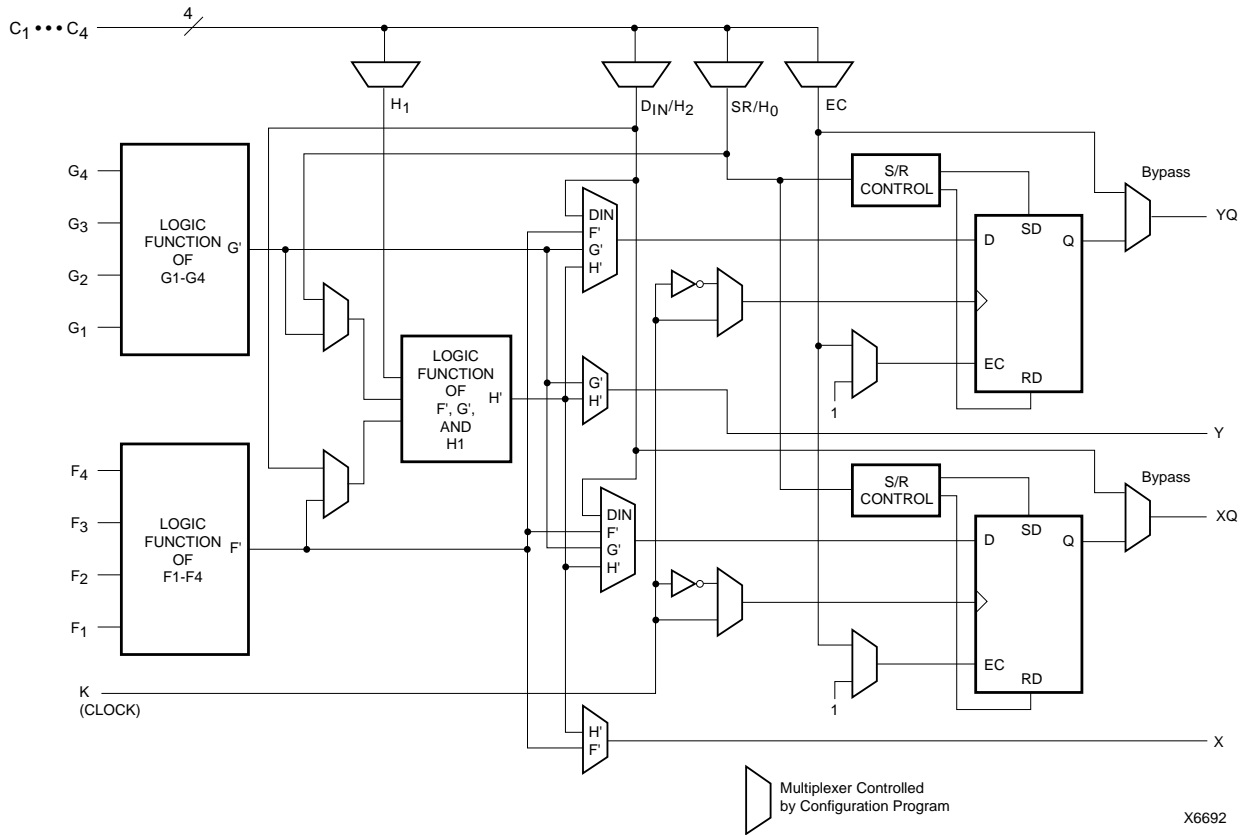 C1 ••• C4
4
H1
DIN/H2
SR/H0
EC
G4
G3
G2
G1
LOGIC
FUNCTION
OF
G1-G4
G'
DIN
F'
G'
H'
S/R
CONTROL
Bypass
YQ
D
SD
Q
EC
RD
1
LOGIC
FUNCTION
OF
F', G',
AND
H1
H'
G'
H'
Y
F4
F3
F2
F1
LOGIC
FUNCTION
OF
F1-F4
F'
DIN
F'
G'
H'
S/R
CONTROL
Bypass
XQ
D
SD
Q
EC
RD
1
K
(CLOCK)
H'
F'
X
Multiplexer Controlled
by Configuration Program
X6692